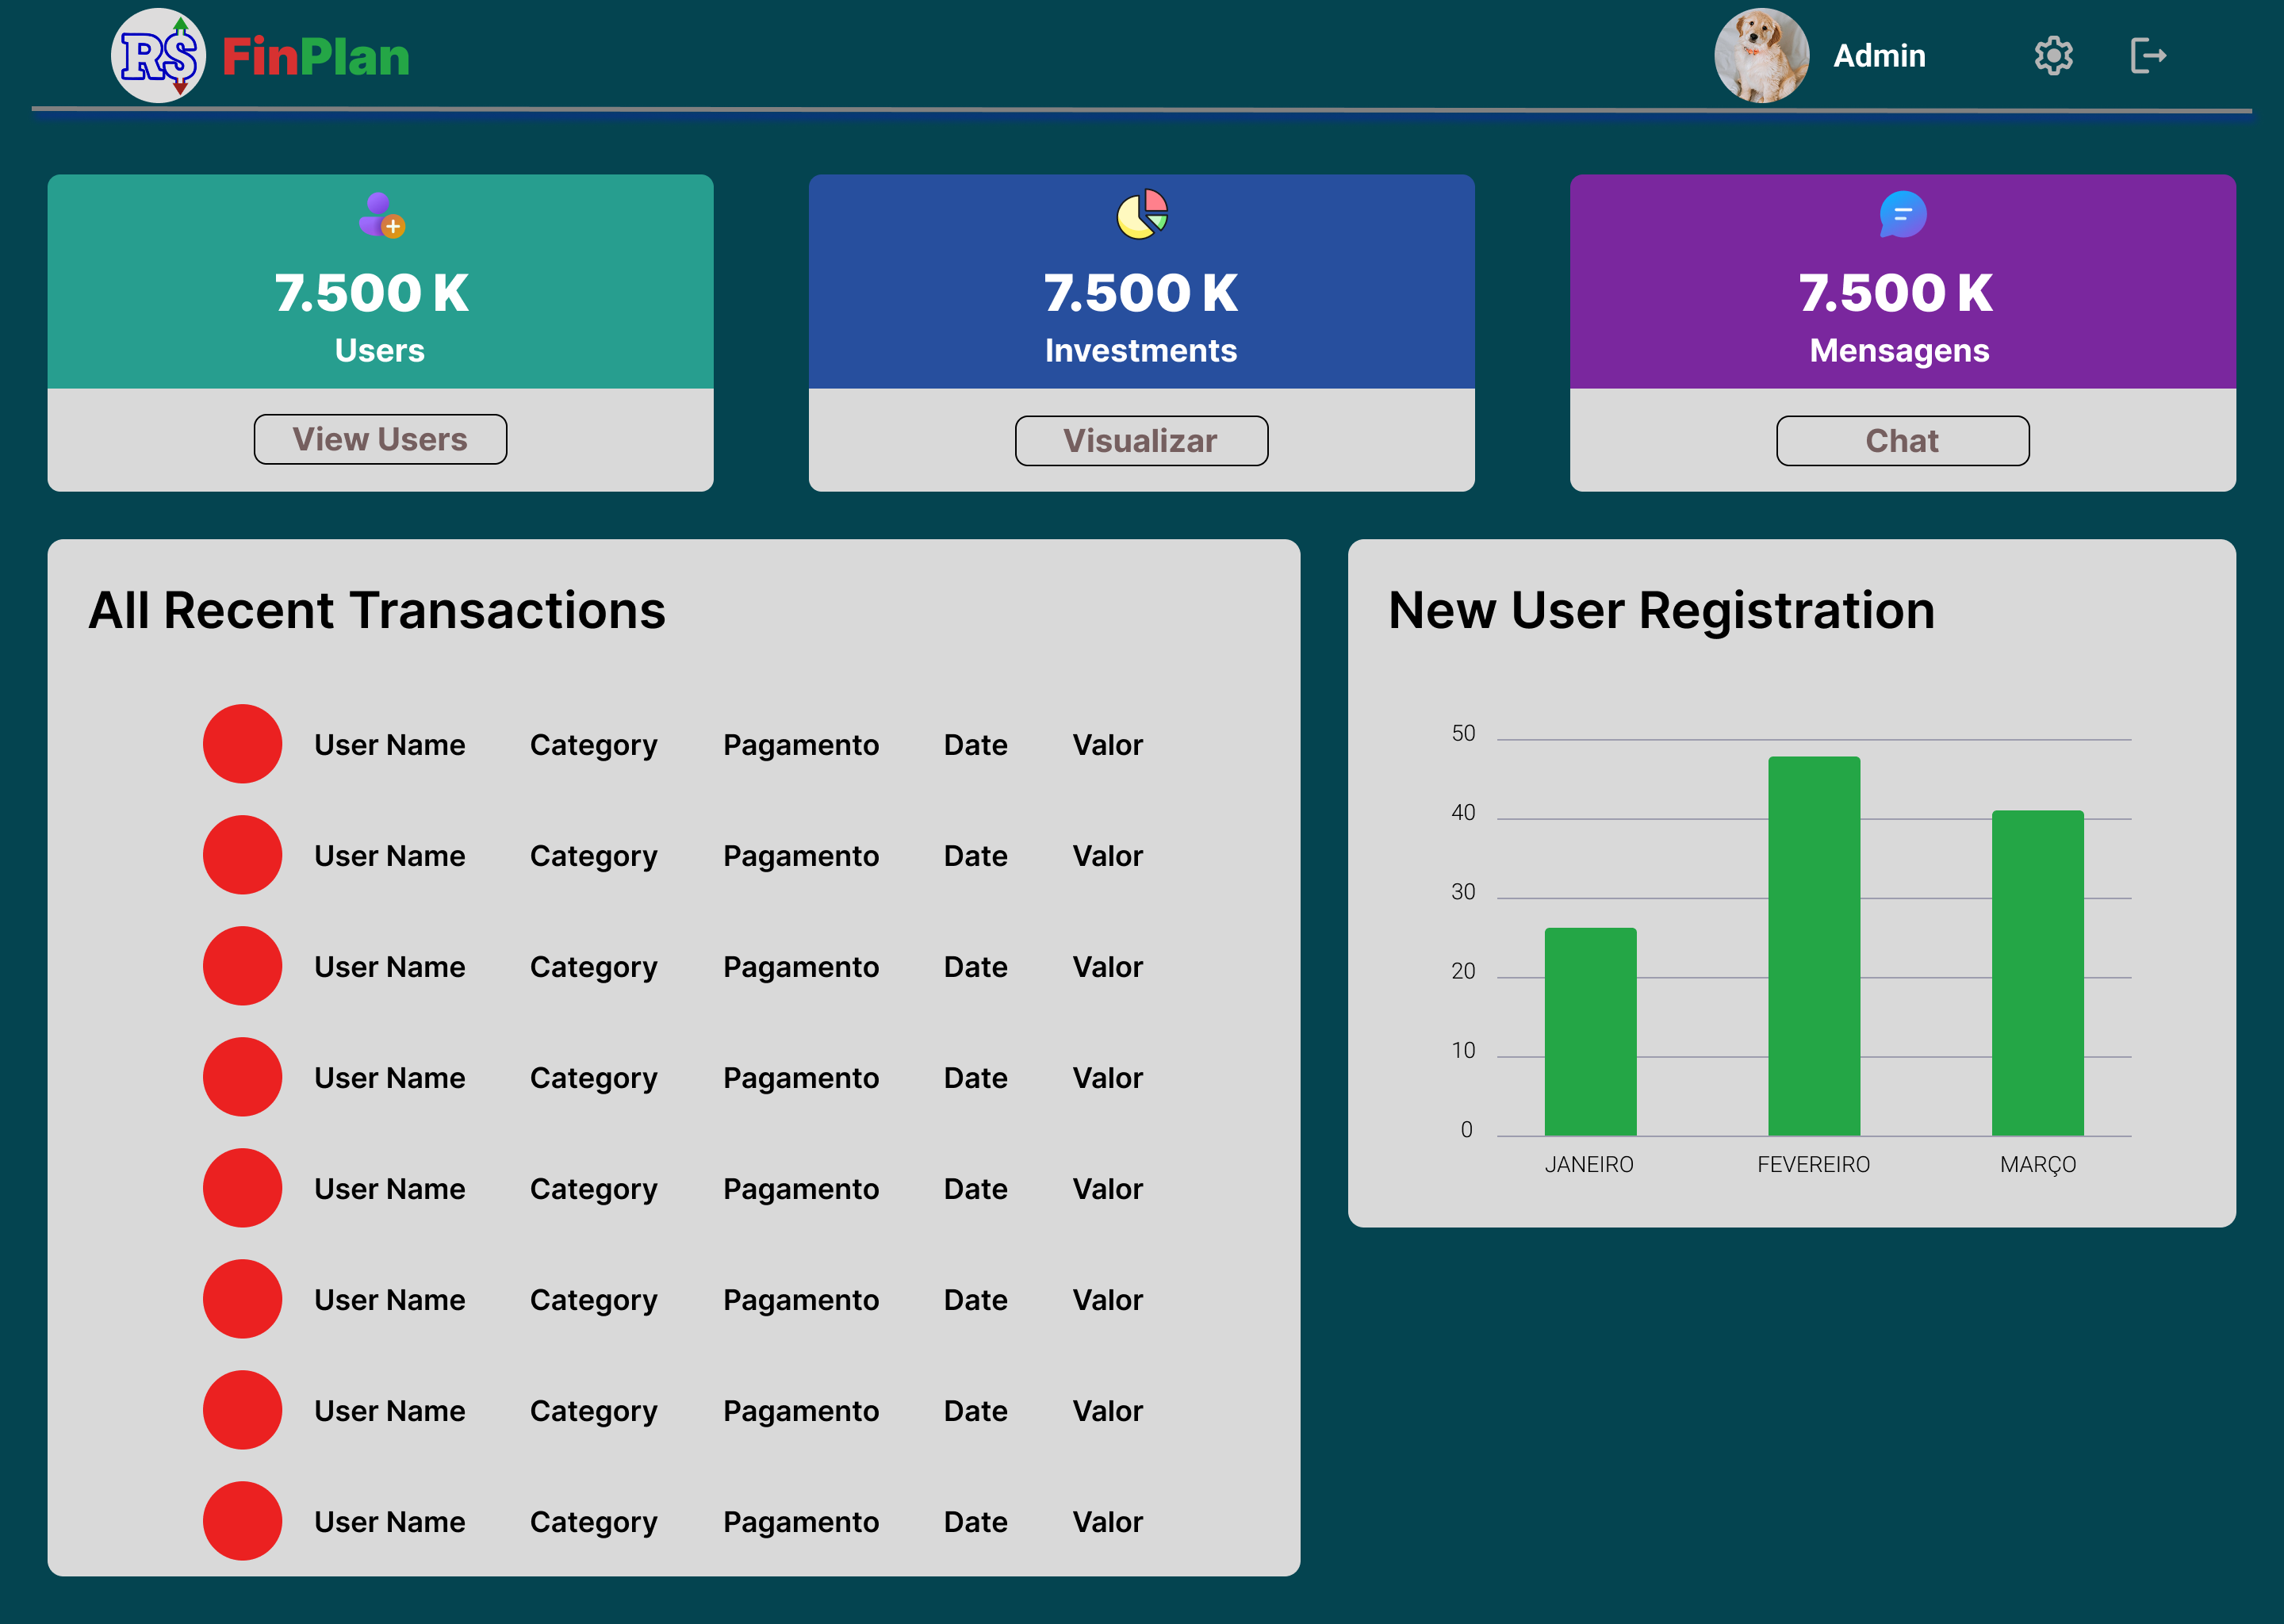 R$ FinPlan
Admin
7.500 K
Users
View Users
7.500 K
Investments
Visualizar
7.500 K
Mensagens
Chat
All Recent Transactions
User Name Category Pagamento Date Valor
User Name Category Pagamento Date Valor
User Name Category Pagamento Date Valor
User Name Category Pagamento Date Valor
User Name Category Pagamento Date Valor
User Name Category Pagamento Date Valor
User Name Category Pagamento Date Valor
User Name Category Pagamento Date Valor
New User Registration
50
40
30
20
10
0
JANEIRO FEVEREIRO MARÇO